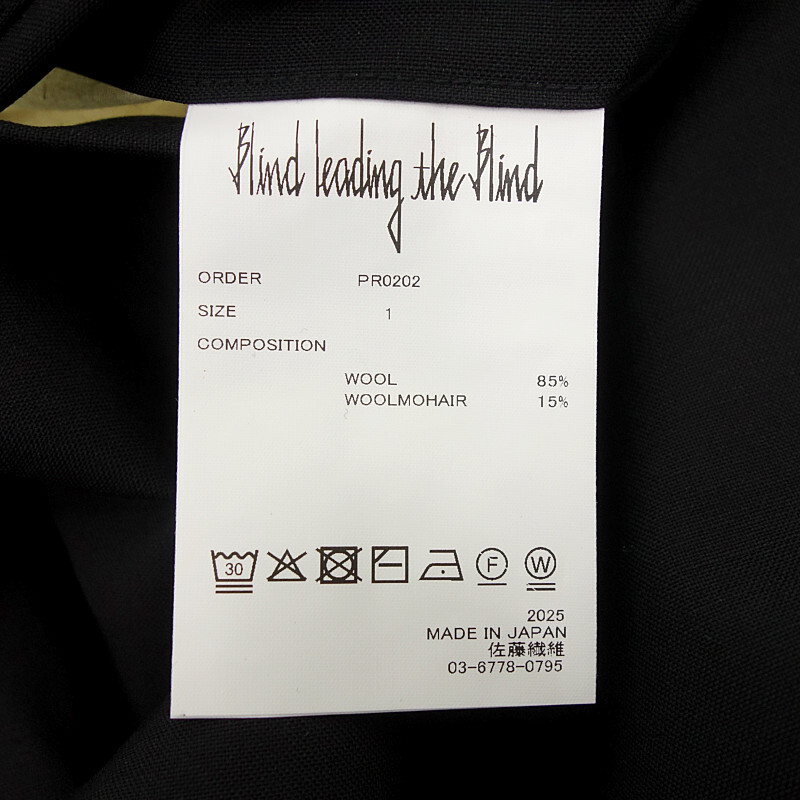 Blind leading the Blind
ORDER PR0202
SIZE 1
COMPOSITION
WOOL 85%
WOOLMOHAIR 15%
30 F W
2025
MADE IN JAPAN
佐藤繊維
03-6778-0795